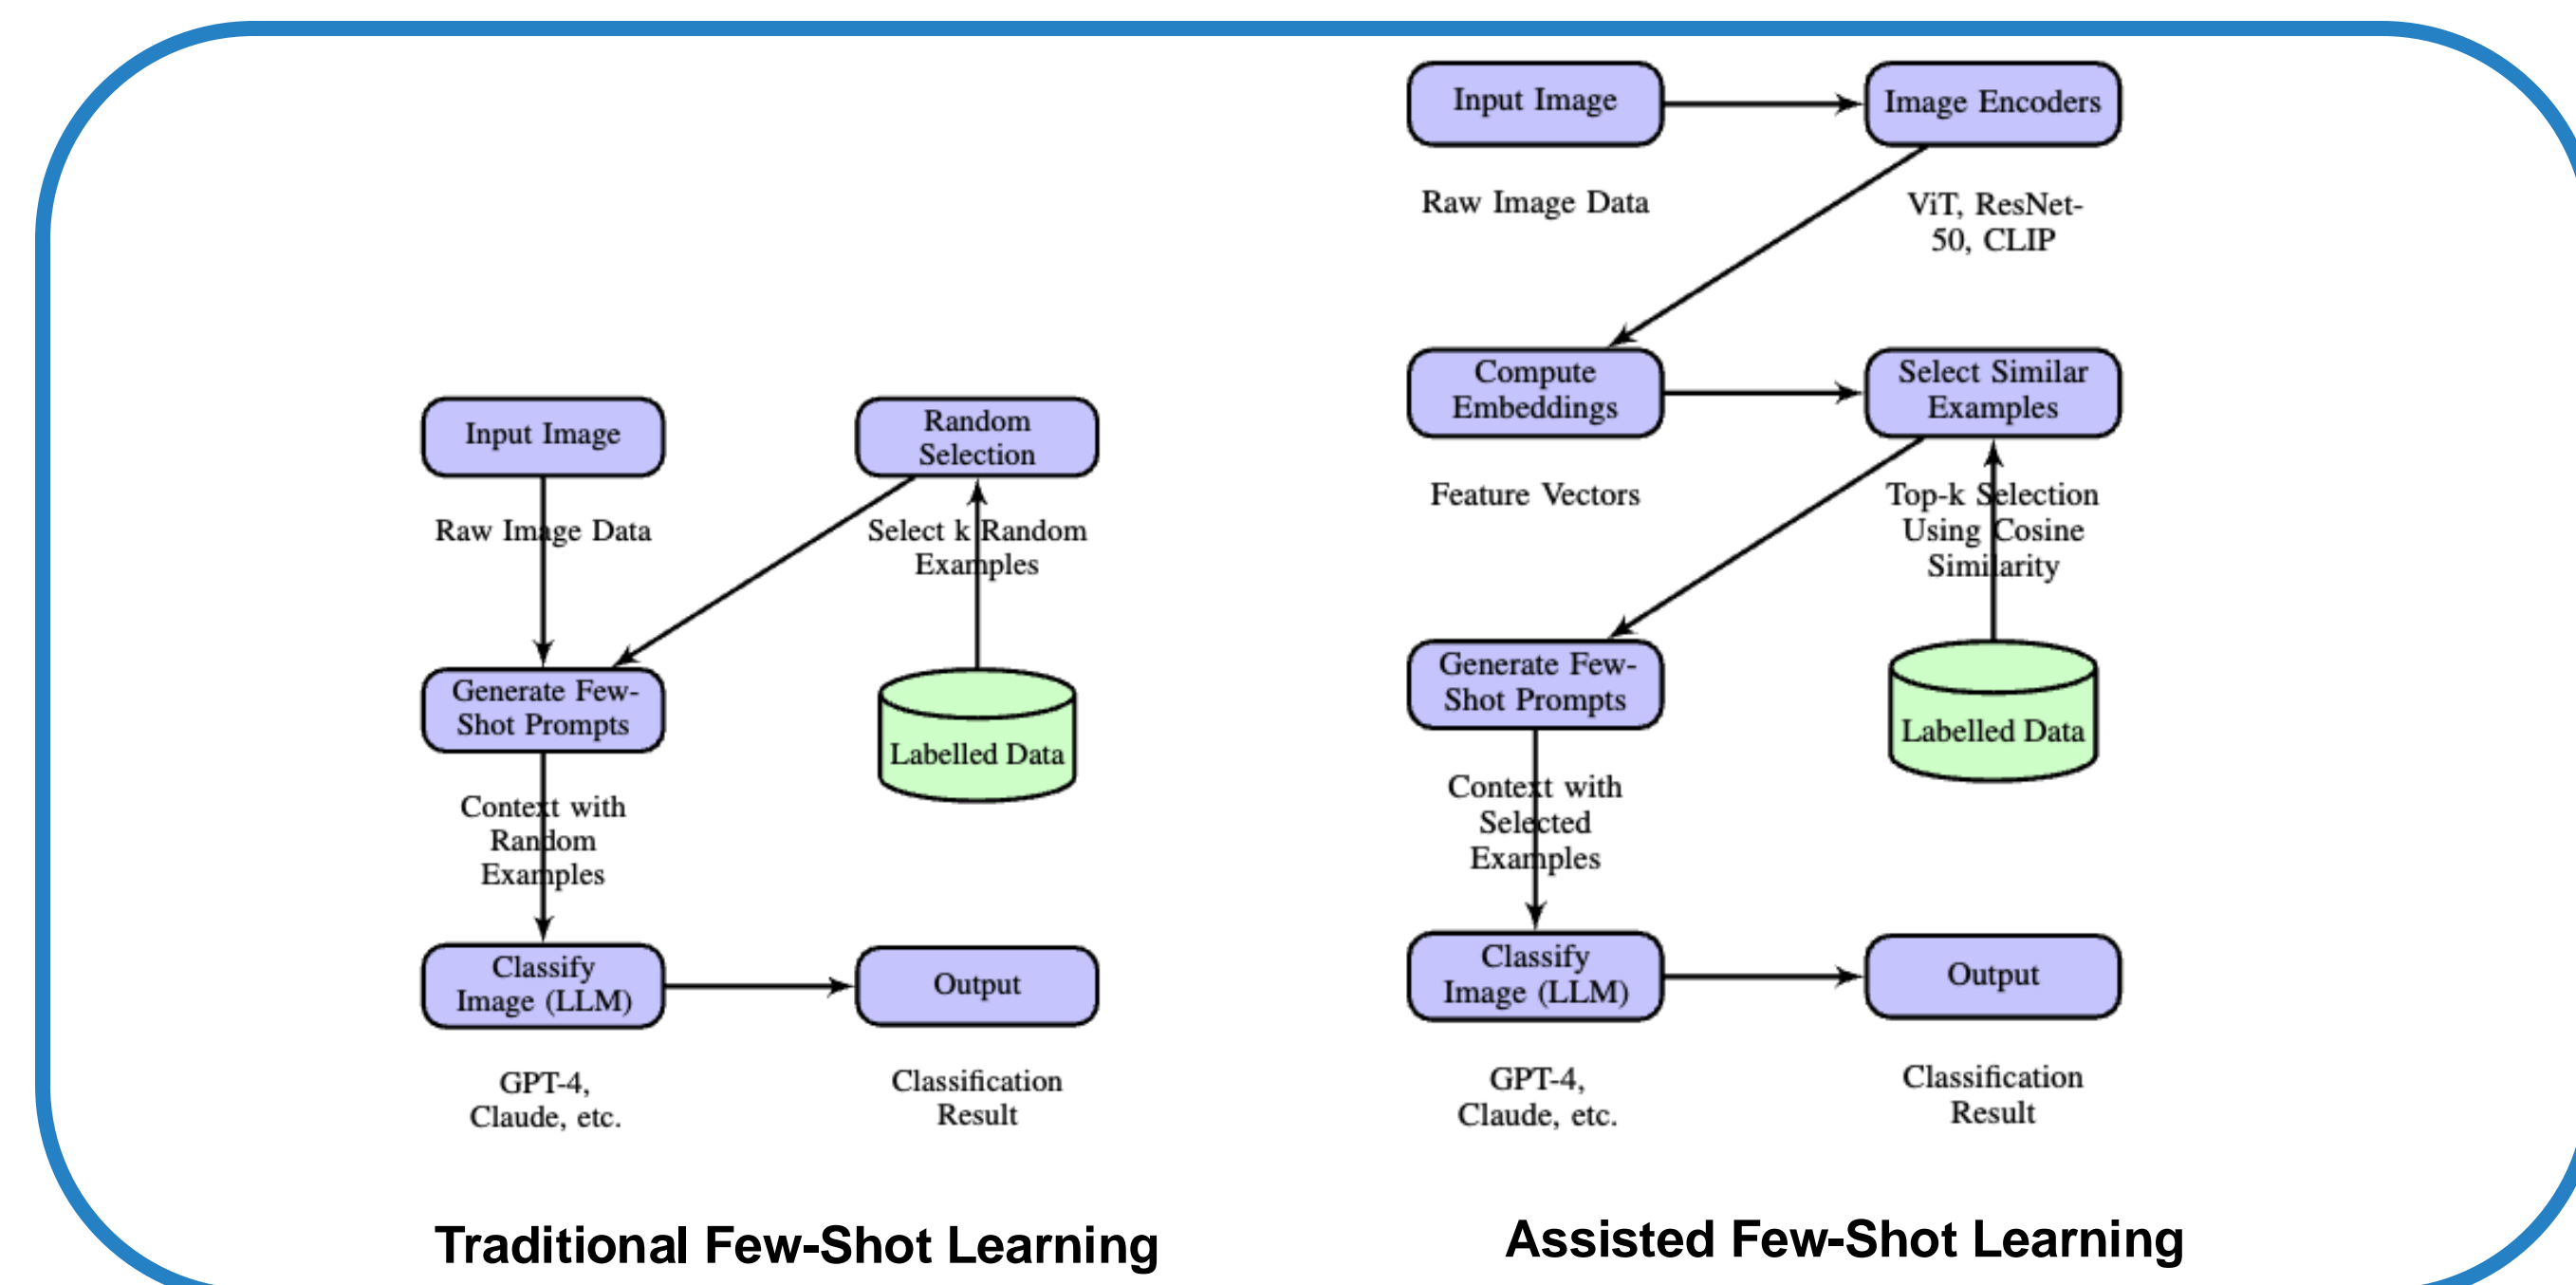 Input Image
Raw Image Data
Random
Selection
Select k Random
Examples
Generate Few-
Shot Prompts
Labelled Data
Context with
Random
Examples
Classify
Image (LLM)
GPT-4,
Claude, etc.
Output
Classification
Result
Traditional Few-Shot Learning
Input Image
Raw Image Data
Image Encoders
ViT, ResNet-
50, CLIP
Compute
Embeddings
Feature Vectors
Select Similar
Examples
Top-k Selection
Using Cosine
Similarity
Generate Few-
Shot Prompts
Labelled Data
Context with
Selected
Examples
Classify
Image (LLM)
GPT-4,
Claude, etc.
Output
Classification
Result
Assisted Few-Shot Learning